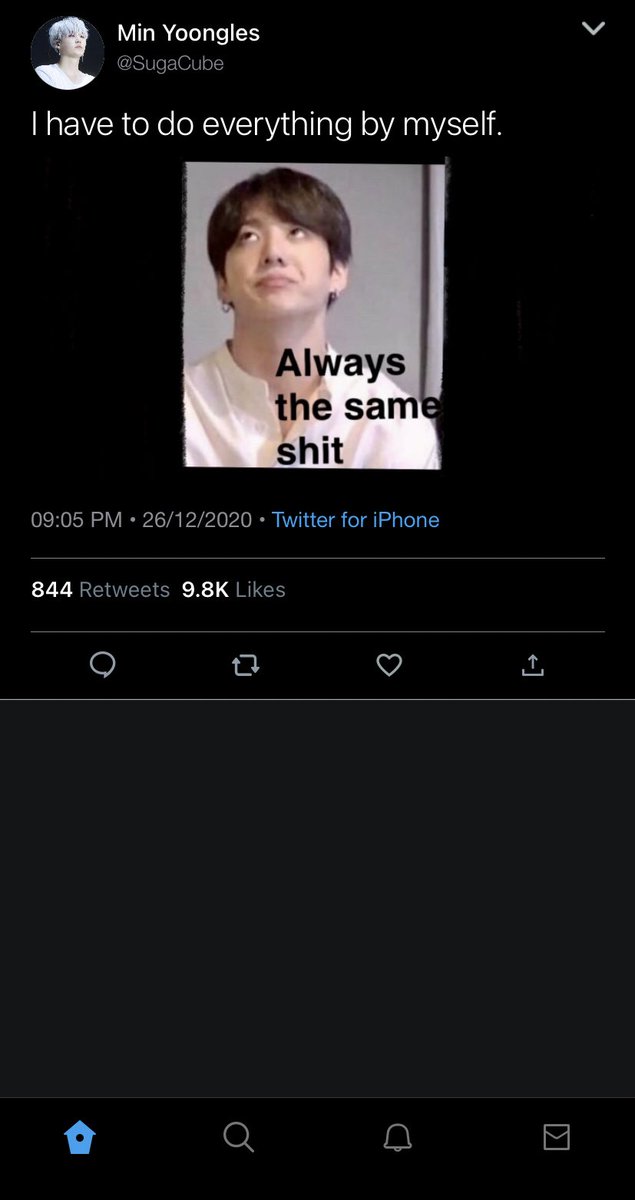 Min Yoongles
@SugaCube
I have to do everything by myself.
Always
the same
shit
09:05 PM • 26/12/2020 • Twitter for iPhone
844 Retweets 9.8K Likes